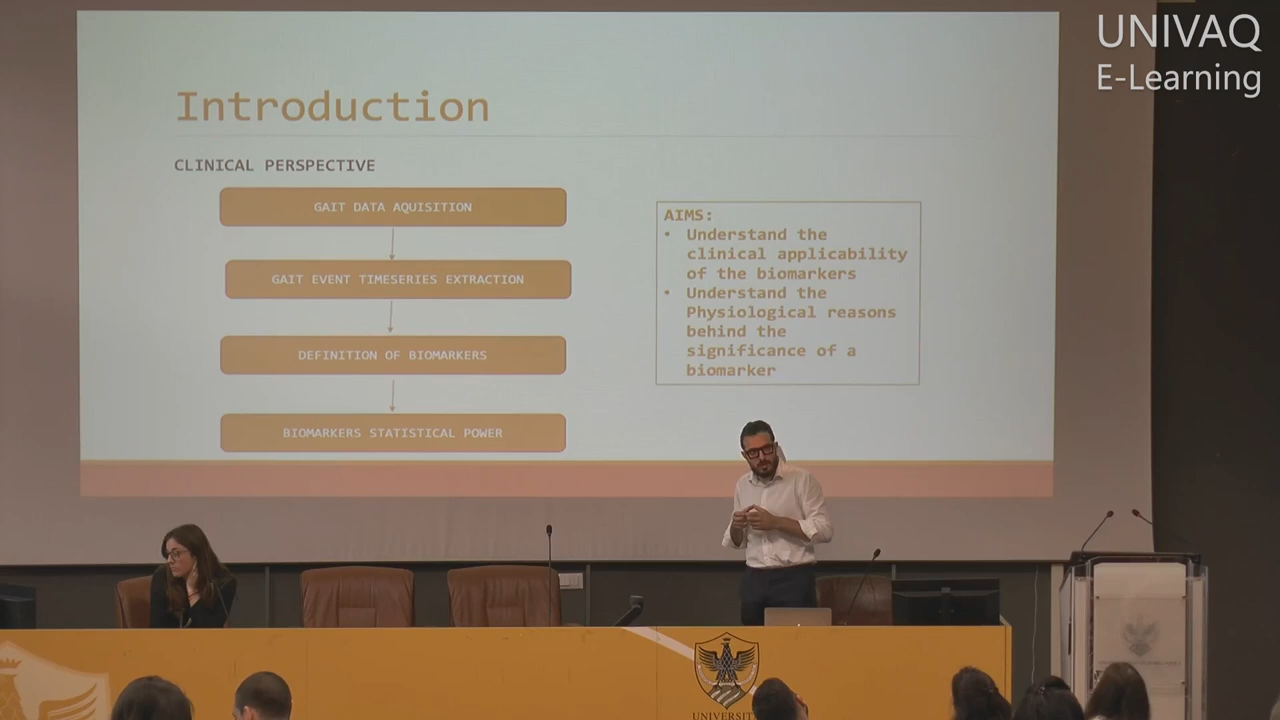 UNIVAQ
E-Learning
Introduction
CLINICAL PERSPECTIVE
GAIT DATA AQUISITION
GAIT EVENT TIMESERIES EXTRACTION
DEFINITION OF BIOMARKERS
BIOMARKERS STATISTICAL POWER
AIMS:
• Understand the
clinical applicability
of the biomarkers
• Understand the
Physiological reasons
behind the
significance of a
biomarker